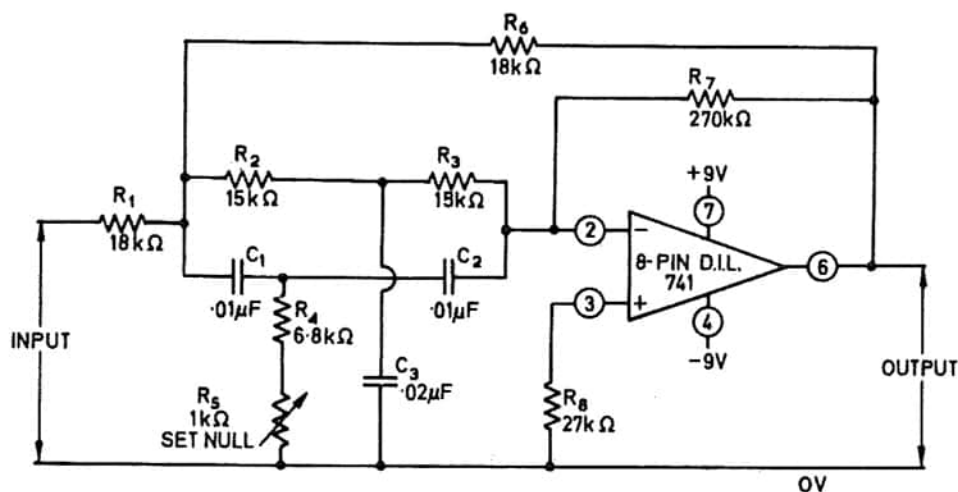 R6
18kΩ
R7
270kΩ
R2
15kΩ
R3
15kΩ
R1
18kΩ
+9V
7
2
−
8-PIN D.I.L.
741
6
3
+
4
−9V
C1
.01μF
C2
.01μF
R4
6.8kΩ
C3
.02μF
R5
1kΩ
SET NULL
R8
27kΩ
INPUT
OUTPUT
0V